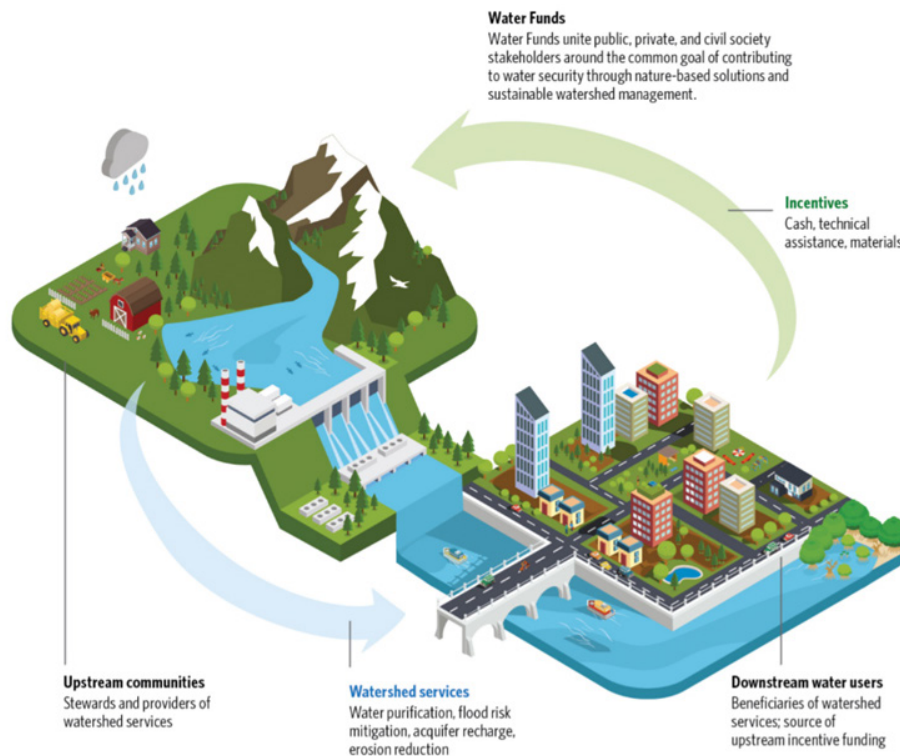 Water Funds
Water Funds unite public, private, and civil society
stakeholders around the common goal of contributing
to water security through nature-based solutions and
sustainable watershed management.
Incentives
Cash, technical
assistance, materials
Upstream communities
Stewards and providers of
watershed services
Watershed services
Water purification, flood risk
mitigation, acquifer recharge,
erosion reduction
Downstream water users
Beneficiaries of watershed
services; source of
upstream incentive funding